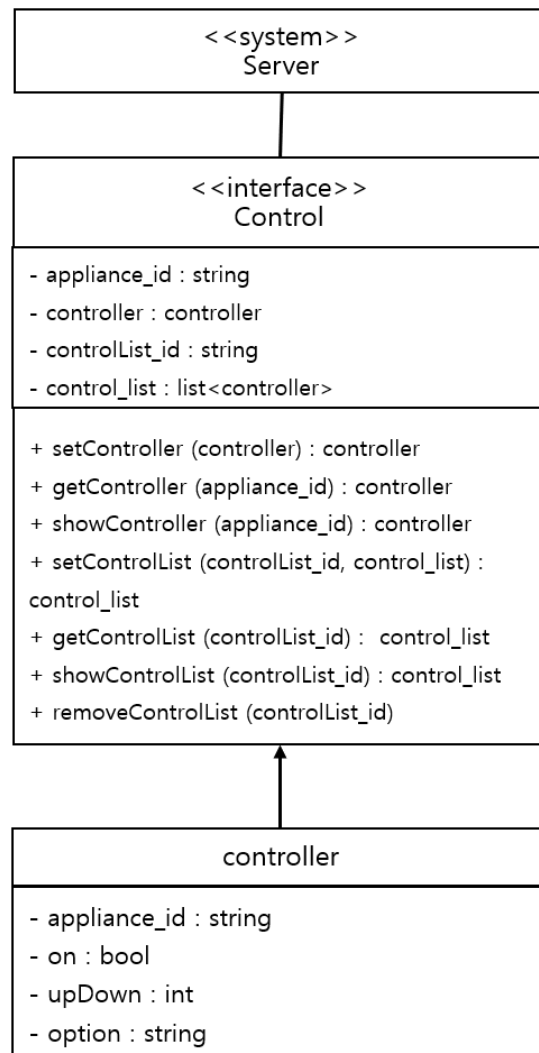 <<system>>
Server
<<interface>>
Control
- appliance_id : string
- controller : controller
- controlList_id : string
- control_list : list<controller>
+ setController (controller) : controller
+ getController (appliance_id) : controller
+ showController (appliance_id) : controller
+ setControlList (controlList_id, control_list) :
control_list
+ getControlList (controlList_id) :  control_list
+ showControlList (controlList_id) : control_list
+ removeControlList (controlList_id)
controller
- appliance_id : string
- on : bool
- upDown : int
- option : string